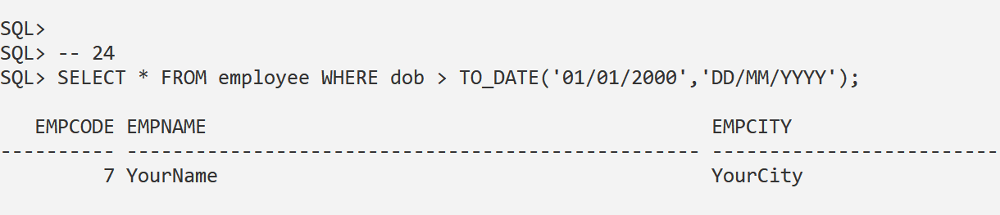 SQL>
SQL> -- 24
SQL> SELECT * FROM employee WHERE dob > TO_DATE('01/01/2000','DD/MM/YYYY');
EMPCODE EMPNAME EMPCITY
---------- -------------------------------------------------- -------------------------
7 YourName YourCity